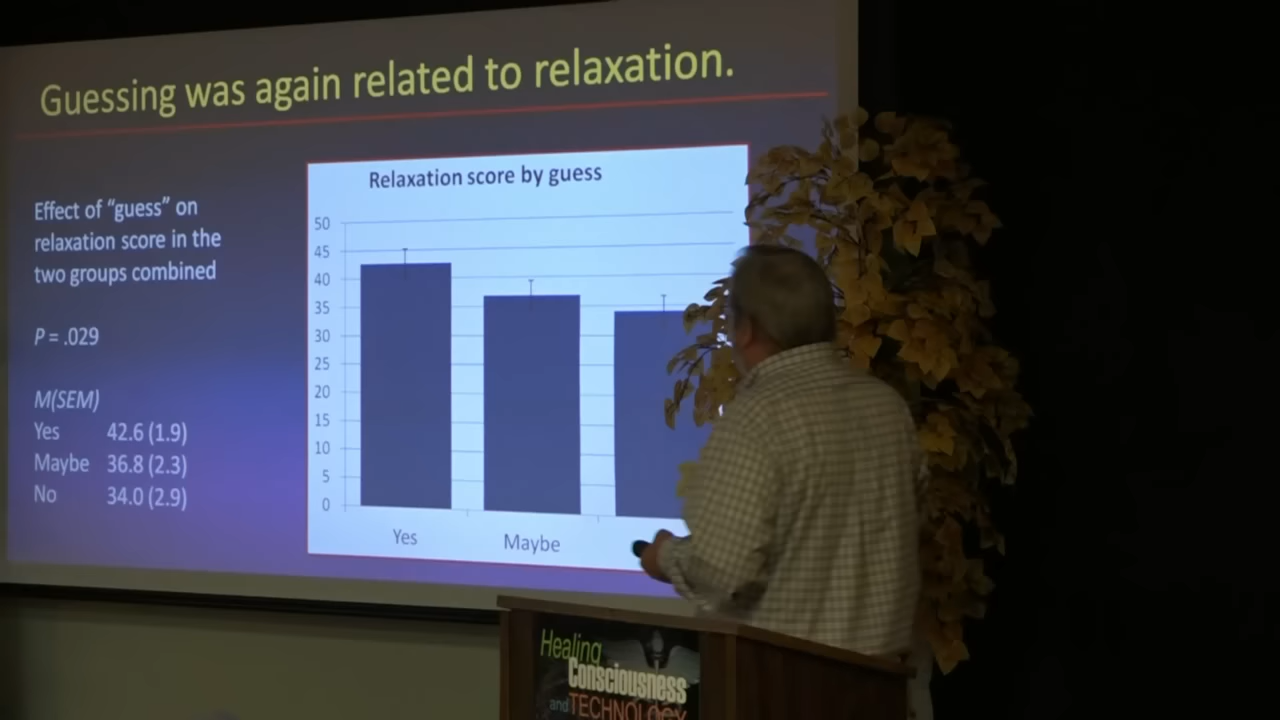 Guessing was again related to relaxation.
Effect of “guess” on
relaxation score in the
two groups combined
P = .029
M(SEM)
Yes 42.6 (1.9)
Maybe 36.8 (2.3)
No 34.0 (2.9)
Relaxation score by guess
50
45
40
35
30
25
20
15
10
5
0
Yes Maybe
Healing
Consciousness
and TECHNOLOGY